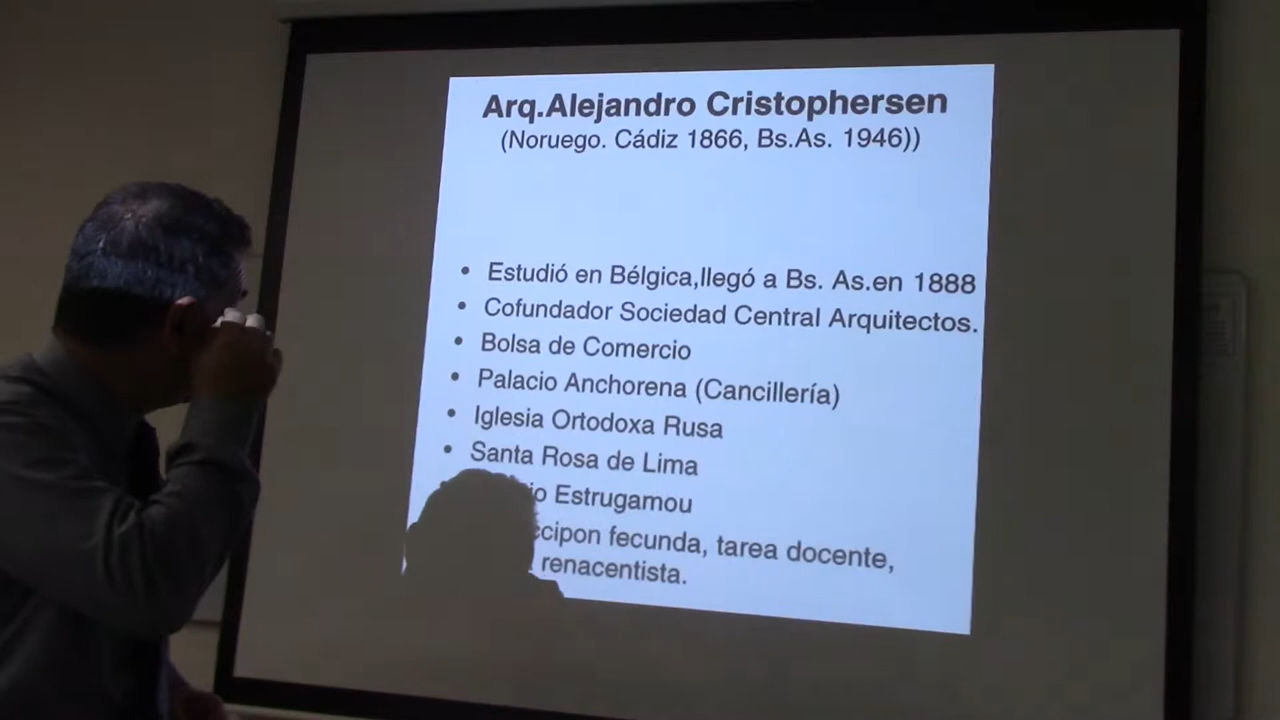 Arq.Alejandro Cristophersen
(Noruego. Cádiz 1866, Bs.As. 1946))
• Estudió en Bélgica,llegó a Bs. As.en 1888
• Cofundador Sociedad Central Arquitectos.
• Bolsa de Comercio
• Palacio Anchorena (Cancillería)
• Iglesia Ortodoxa Rusa
• Santa Rosa de Lima
Estrugamou
fecunda, tarea docente,
renacentista.